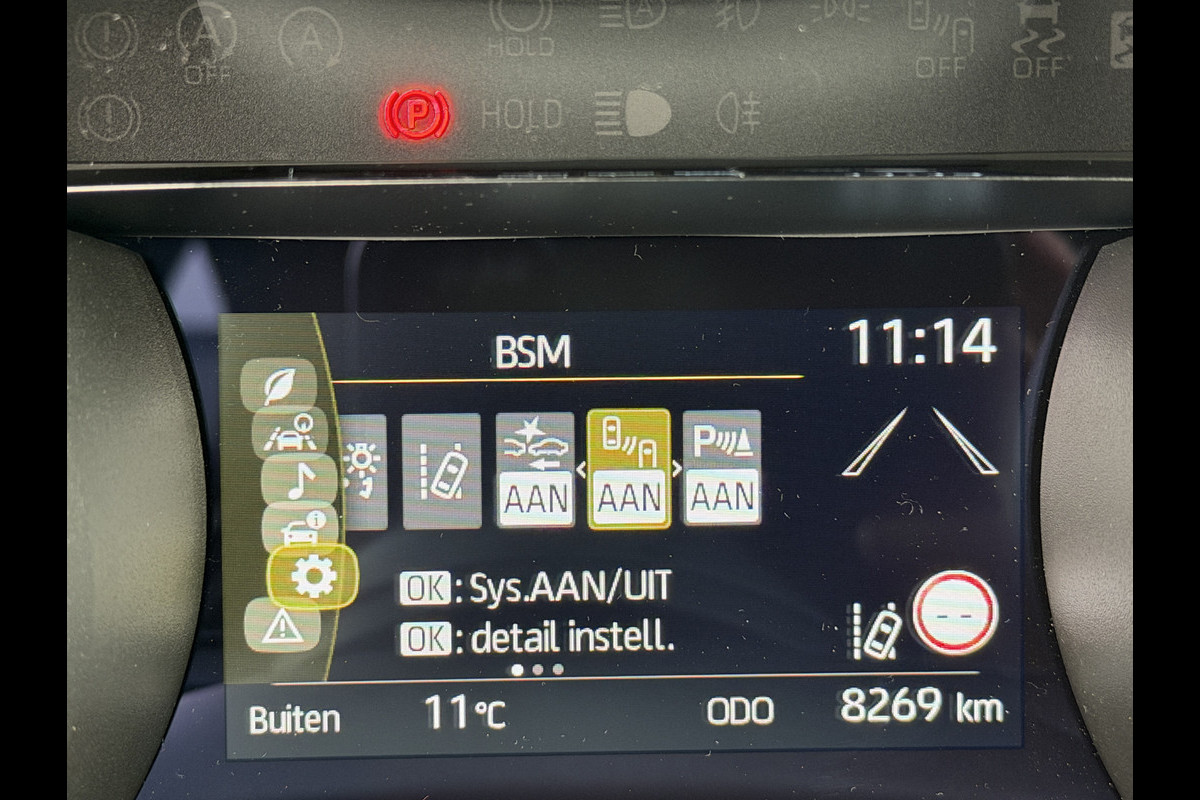 HOLD
OFF
OFF
OFF
P
HOLD
BSM
11:14
P
AAN
AAN
AAN
OK : Sys.AAN/UIT
OK : detail instell.
--
Buiten 11°C ODO 8269 km